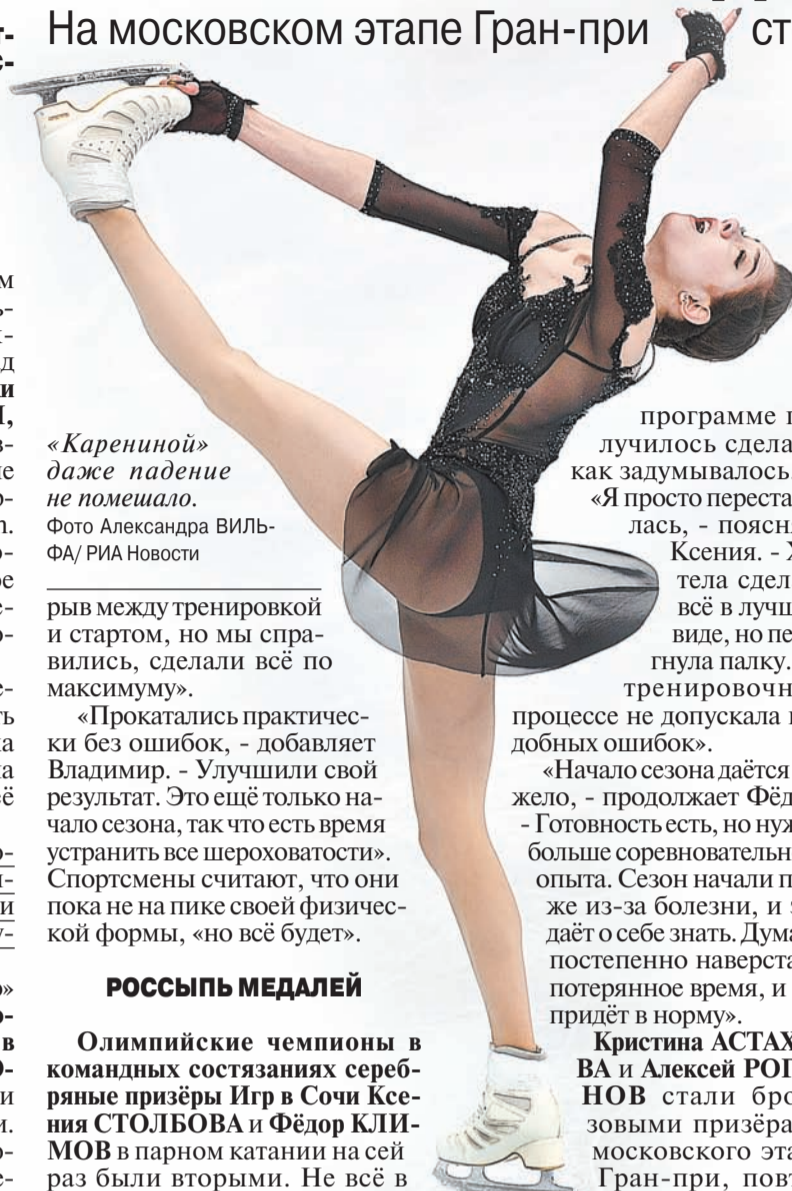 На московском этапе Гран-при
«Карениной»
даже падение
не помешало.
Фото Александра ВИЛЬ-
ФА/ РИА Новости
рыв между тренировкой
и стартом, но мы спра-
вились, сделали всё по
максимуму».
«Прокатались практичес-
ки без ошибок, - добавляет
Владимир. - Улучшили свой
результат. Это ещё только на-
чало сезона, так что есть время
устранить все шероховатости».
Спортсмены считают, что они
пока не на пике своей физичес-
кой формы, «но всё будет».
РОССЫПЬ МЕДАЛЕЙ
Олимпийские чемпионы в
командных состязаниях сереб-
ряные призёры Игр в Сочи Ксе-
ния СТОЛБОВА и Фёдор КЛИ-
МОВ в парном катании на сей
раз были вторыми. Не всё в
программе п
лучилось сдела
как задумывалось.
«Я просто переста
лась, - поясн
Ксения. - Х
тела сдел
всё в лучш
виде, но пе
гнула палку.
тренировочн
процессе не допускала п
добных ошибок».
«Начало сезона даётся
жело, - продолжает Фёд
- Готовность есть, но нуж
больше соревновательн
опыта. Сезон начали п
же из-за болезни, и э
даёт о себе знать. Дума
постепенно наверста
потерянное время, и
придёт в норму».
Кристина АСТАХ
ВА и Алексей РОГ
НОВ стали бро
зовыми призёра
московского эта
Гран-при, повт